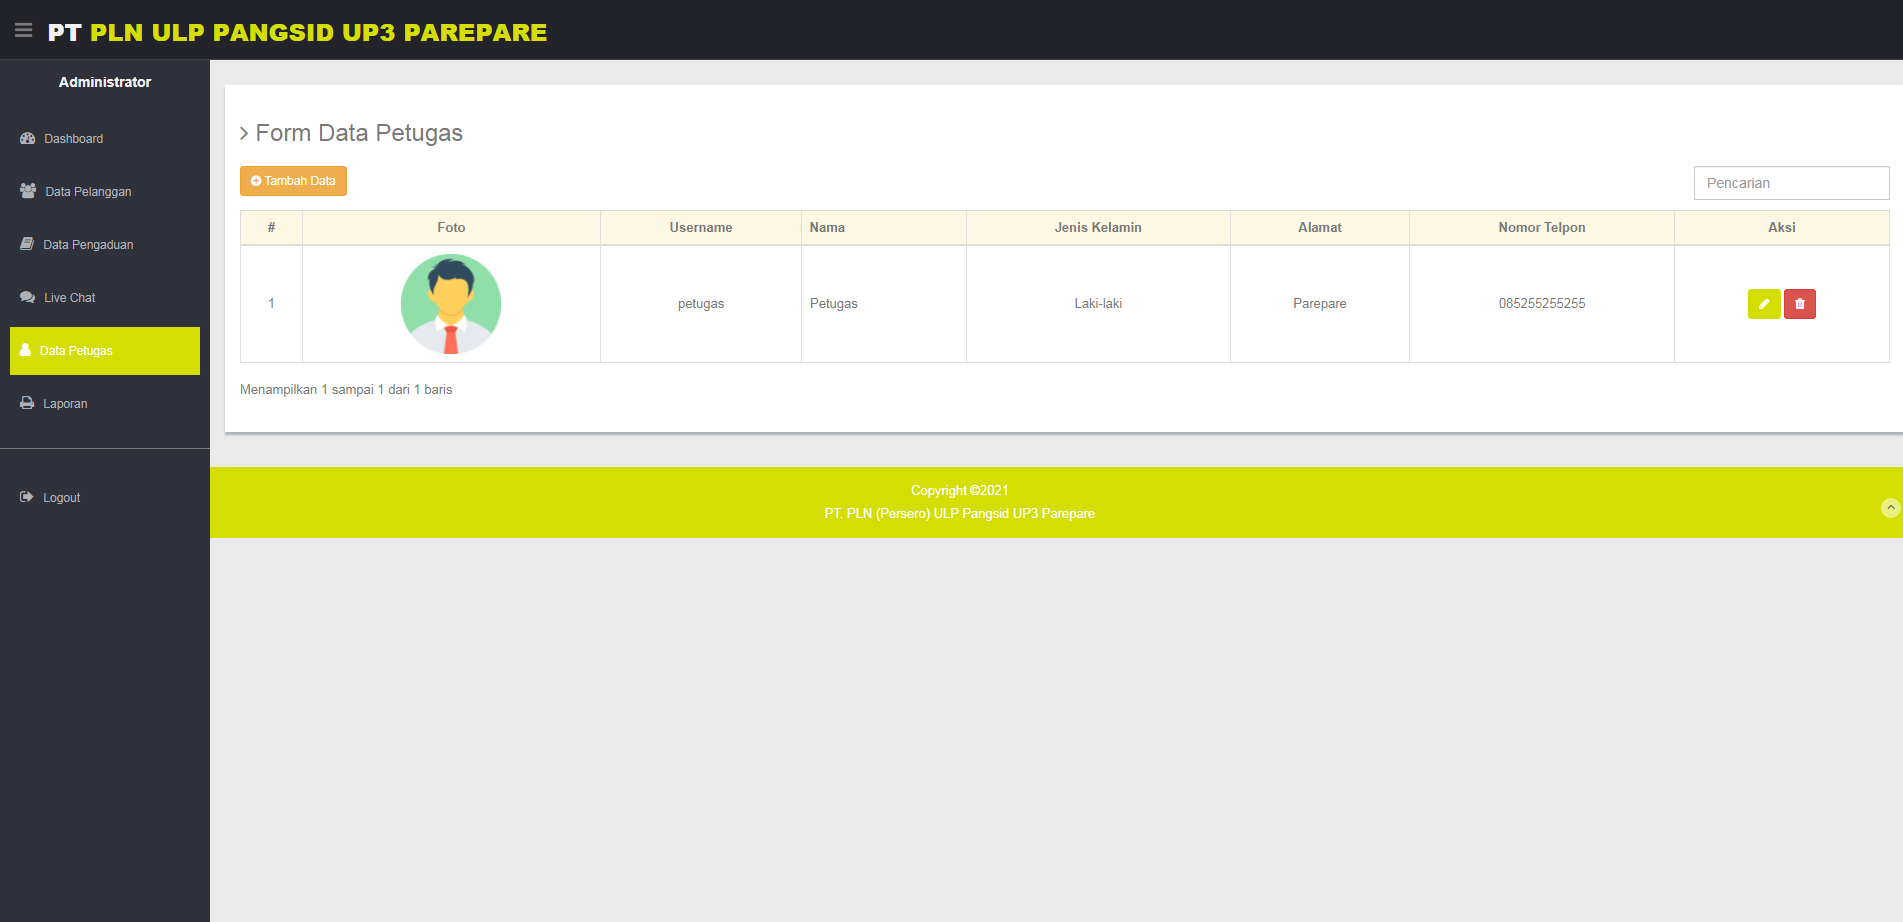 PT PLN ULP PANGSID UP3 PAREPARE
Administrator
Dashboard
Data Pelanggan
Data Pengaduan
Live Chat
Data Petugas
Laporan
Logout
Form Data Petugas
Tambah Data
Pencarian
# Foto Username Nama Jenis Kelamin Alamat Nomor Telpon Aksi
1 petugas Petugas Laki-laki Parepare 085255255255
Menampilkan 1 sampai 1 dari 1 baris
Copyright ©2021
PT. PLN (Persero) ULP Pangsid UP3 Parepare